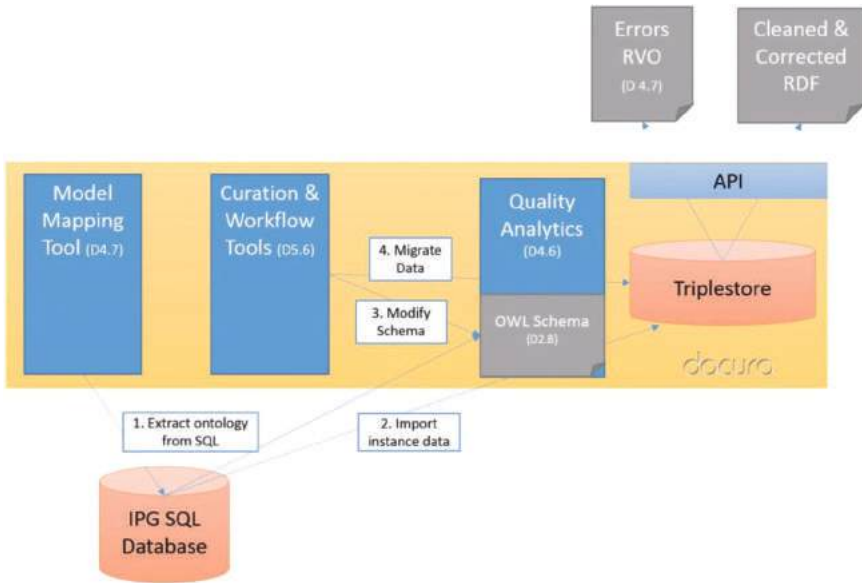 Errors
RVO
(D 4.7)
Cleaned &
Corrected
RDF
Model
Mapping
Tool (D4.7)
Curation &
Workflow
Tools (D5.6)
Quality
Analytics
(D4.6)
API
4. Migrate
Data
3. Modify
Schema
OWL Schema
(D2.8)
Triplestore
dacura
1. Extract ontology
from SQL
2. Import
instance data
IPG SQL
Database